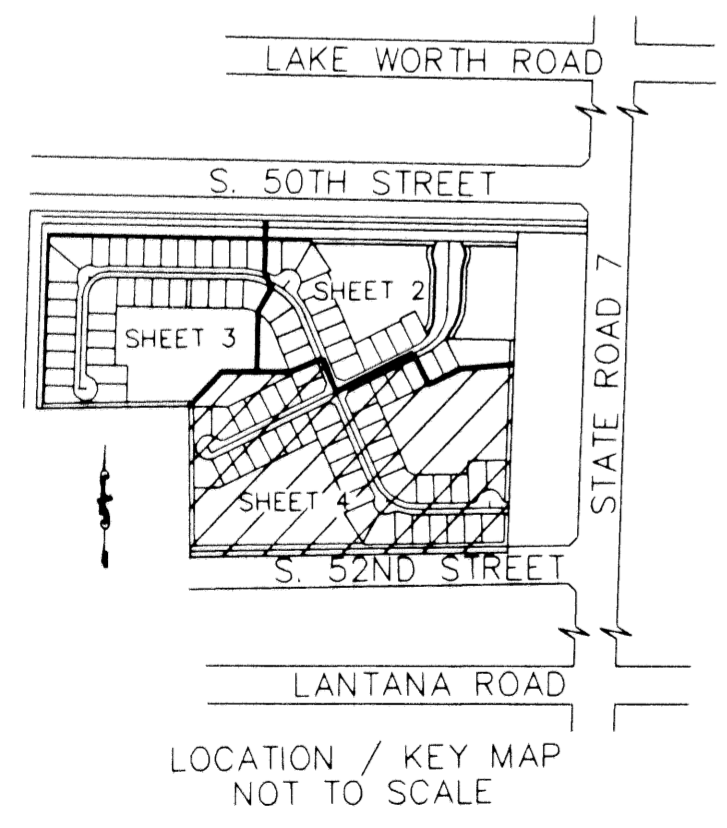 LAKE WORTH ROAD
S. 50TH STREET
STATE ROAD 7
SHEET 2
SHEET 3
SHEET 4
S. 52ND STREET
LANTANA ROAD
LOCATION / KEY MAP
NOT TO SCALE